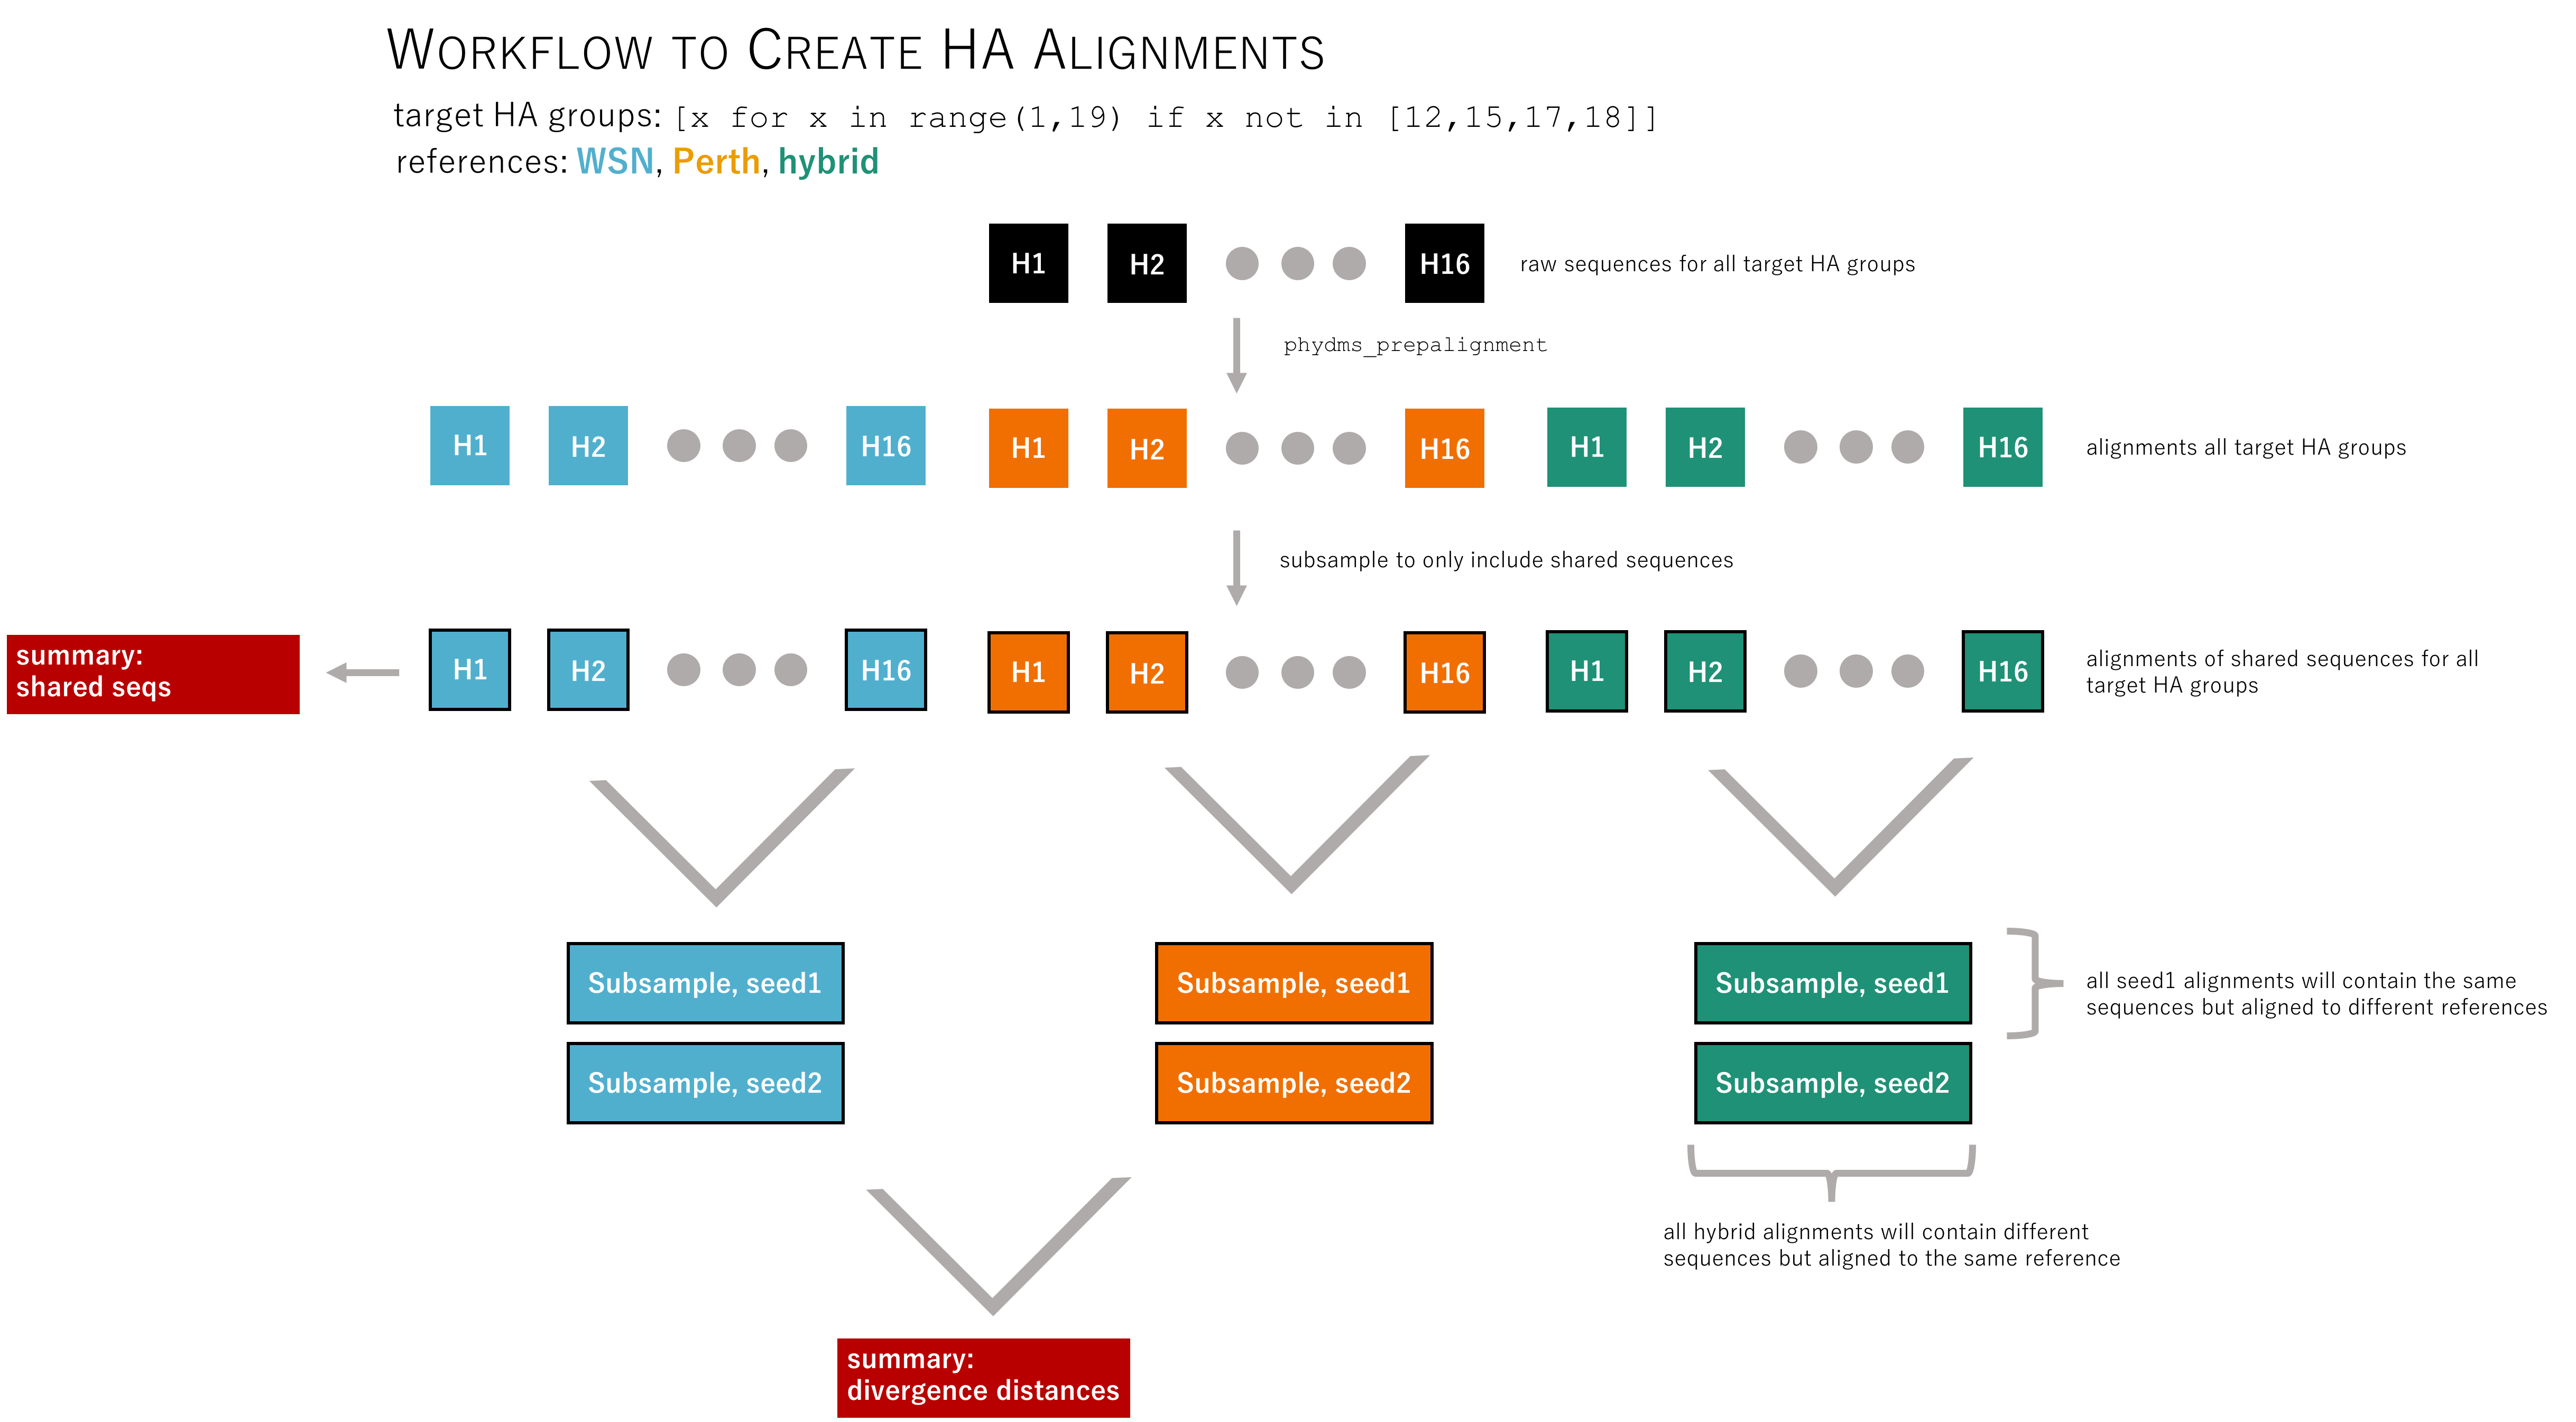 WORKFLOW TO CREATE HA ALIGNMENTS
target HA groups: [x for x in range(1,19) if x not in [12,15,17,18]]
references: WSN, Perth, hybrid
H1 H2 H16 raw sequences for all target HA groups
phydms_prepalignment
H1 H2 H16 H1 H2 H16 H1 H2 H16 alignments all target HA groups
subsample to only include shared sequences
summary:
shared seqs
H1 H2 H16 H1 H2 H16 H1 H2 H16
alignments of shared sequences for all
target HA groups
Subsample, seed1 Subsample, seed1 Subsample, seed1
all seed1 alignments will contain the same
sequences but aligned to different references
Subsample, seed2 Subsample, seed2 Subsample, seed2
all hybrid alignments will contain different
sequences but aligned to the same reference
summary:
divergence distances